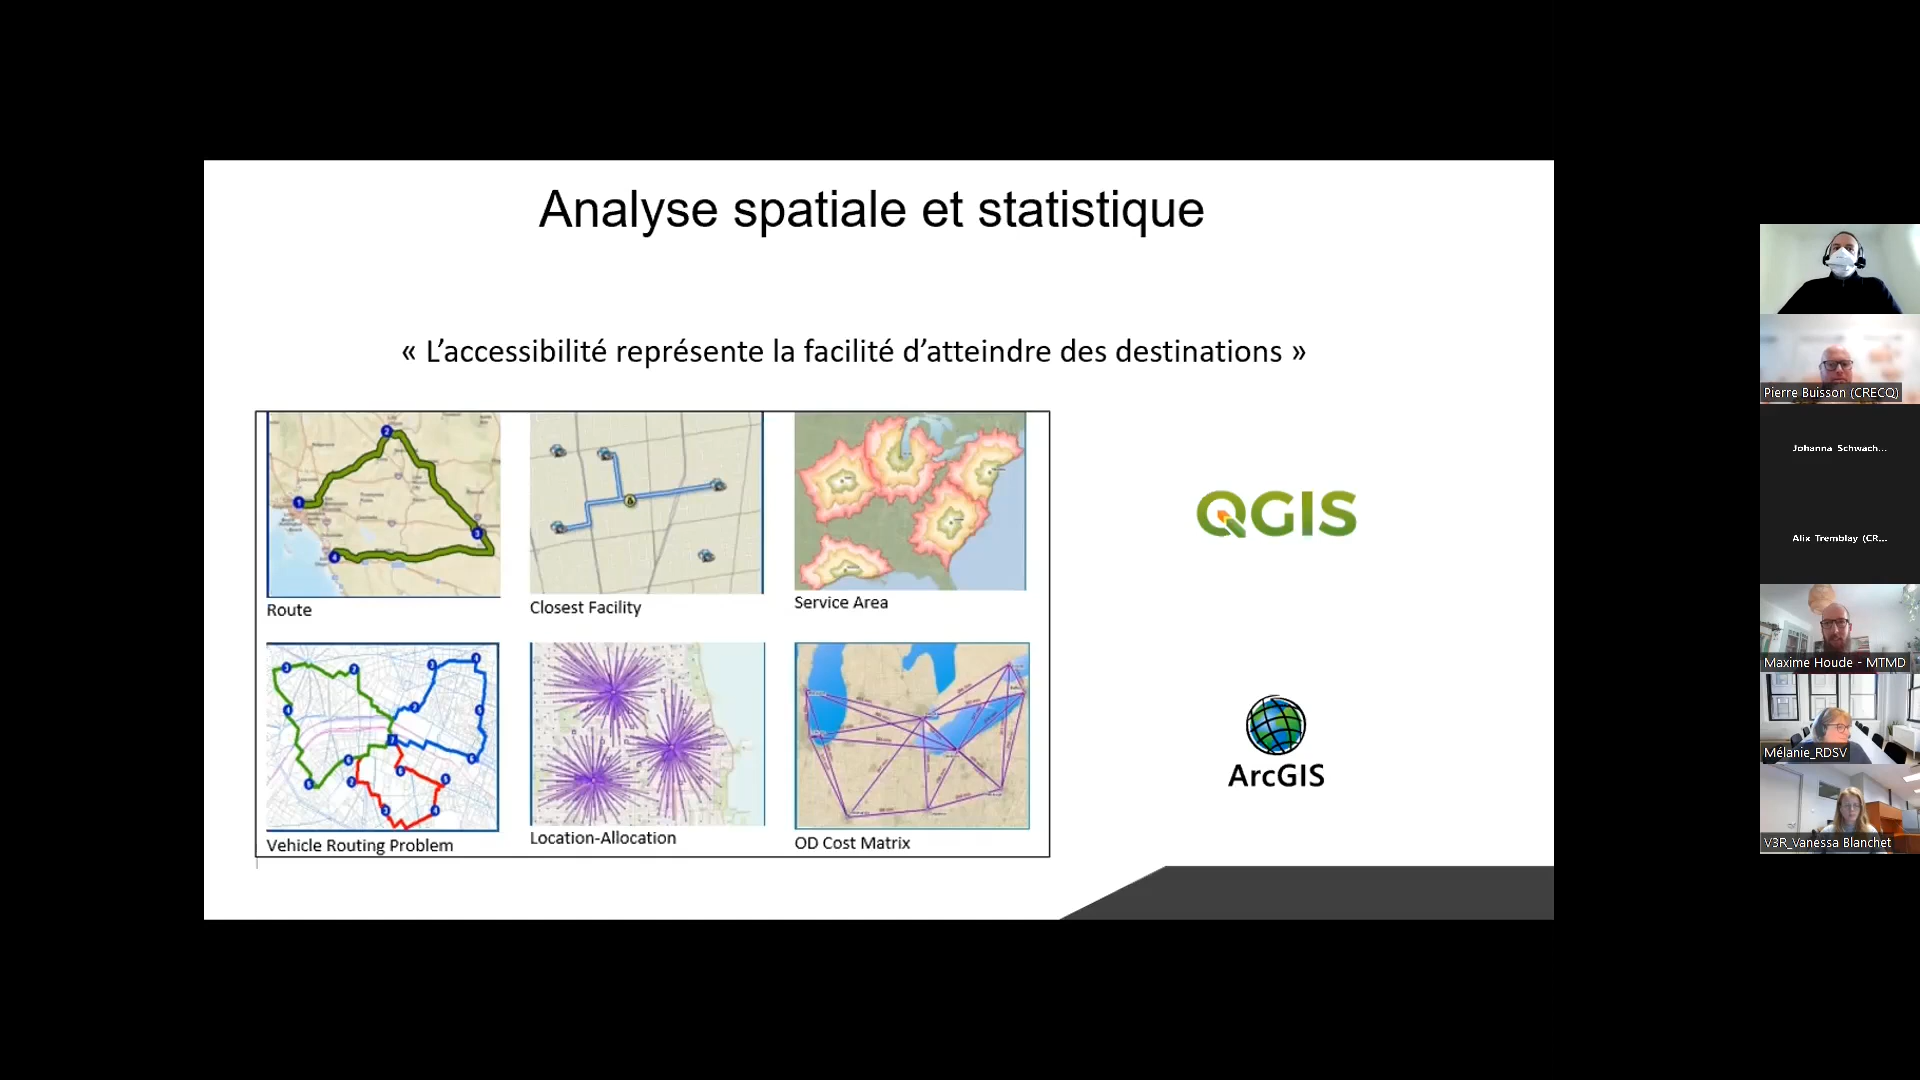 Analyse spatiale et statistique
« L’accessibilité représente la facilité d’atteindre des destinations »
Route
Closest Facility
Service Area
Vehicle Routing Problem
Location-Allocation
OD Cost Matrix
QGIS
ArcGIS
Pierre Buisson (CRECQ)
Johanna Schwach...
Alix Tremblay (CR...
Maxime Houde - MTMD
Mélanie_RDSV
V3R_Vanessa Blanchet